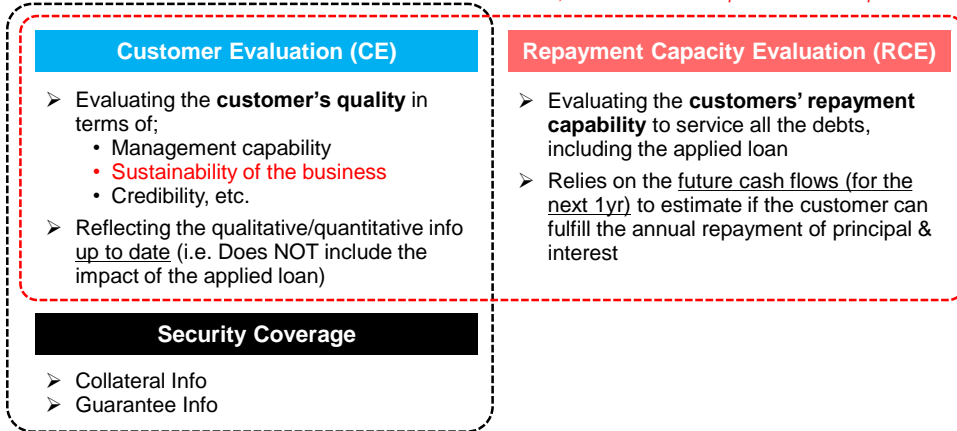 Customer Evaluation (CE)
➢ Evaluating the customer's quality in
terms of;
• Management capability
• Sustainability of the business
• Credibility, etc.
➢ Reflecting the qualitative/quantitative info
up to date (i.e. Does NOT include the
impact of the applied loan)
Repayment Capacity Evaluation (RCE)
➢ Evaluating the customers' repayment
capability to service all the debts,
including the applied loan
➢ Relies on the future cash flows (for the
next 1yr) to estimate if the customer can
fulfill the annual repayment of principal &
interest
Security Coverage
➢ Collateral Info
➢ Guarantee Info